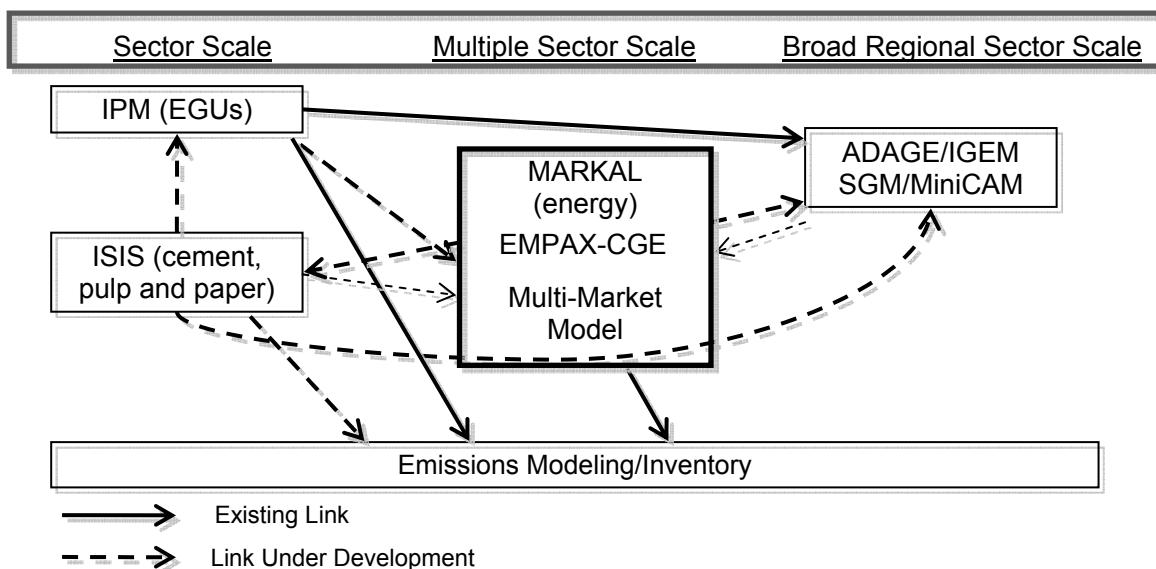 Sector Scale Multiple Sector Scale Broad Regional Sector Scale
IPM (EGUs)
ADAGE/IGEM
SGM/MiniCAM
MARKAL
(energy)
EMPAX-CGE
Multi-Market
Model
ISIS (cement,
pulp and paper)
Emissions Modeling/Inventory
Existing Link
Link Under Development